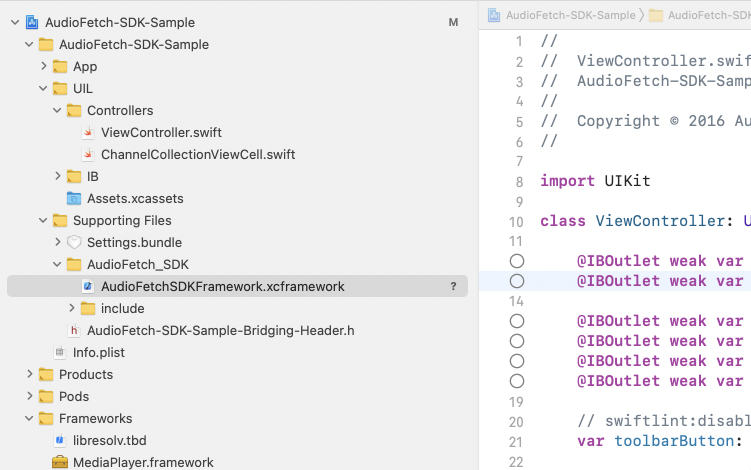 AudioFetch-SDK-Sample M
AudioFetch-SDK-Sample
App
UIL
Controllers
ViewController.swift
ChannelCollectionViewCell.swift
IB
Assets.xcassets
Supporting Files
Settings.bundle
AudioFetch_SDK
AudioFetchSDKFramework.xcframework ?
include
h AudioFetch-SDK-Sample-Bridging-Header.h
Info.plist
Products
Pods
Frameworks
libresolv.tbd
MediaPlayer.framework
AudioFetch-SDK-Sample AudioFetch-SD
1 //
2 // ViewController.swif
3 // AudioFetch-SDK-Samp
4 //
5 // Copyright © 2016 Au
6 //
7
8 import UIKit
9
10 class ViewController: U
11
@IBOutlet weak var
@IBOutlet weak var
14
@IBOutlet weak var
@IBOutlet weak var
@IBOutlet weak var
@IBOutlet weak var
19
20 // swiftlint:disabl
21 var toolbarButton:
22